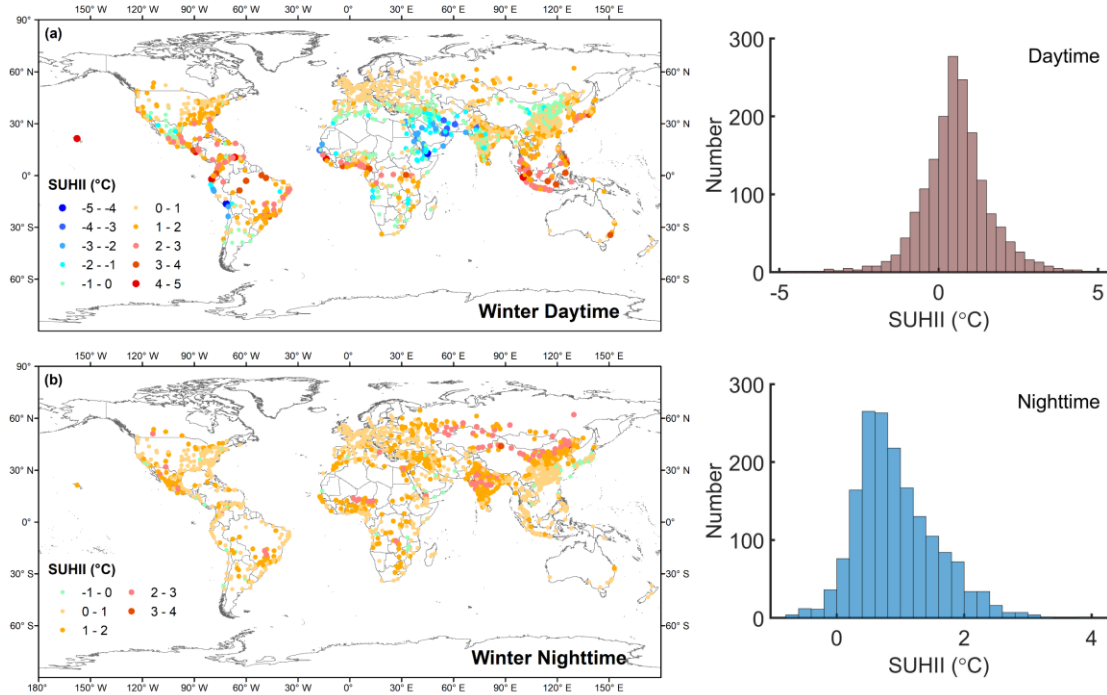 150° W 120° W 90° W 60° W 30° W 0° 30° E 60° E 90° E 120° E 150° E
90°
(a)
60° N 60° N
30° N 30° N
0° 0°
30° S 30° S
60° S 60° S
SUHII (°C)
-5 - -4 0 - 1
-4 - -3 1 - 2
-3 - -2 2 - 3
-2 - -1 3 - 4
-1 - 0 4 - 5
Winter Daytime
300
200
100
0
Number
Daytime
-5 0 5
SUHII (°C)
150° W 120° W 90° W 60° W 30° W 0° 30° E 60° E 90° E 120° E 150° E
90°
(b)
60° N 60° N
30° N 30° N
0° 0°
30° S 30° S
60° S 60° S
SUHII (°C)
-1 - 0 2 - 3
0 - 1 3 - 4
1 - 2
Winter Nighttime
90°
180° 150° W 120° W 90° W 60° W 30° W 0° 30° E 60° E 90° E 120° E 150° E
300
200
100
0
Number
Nighttime
0 2 4
SUHII (°C)